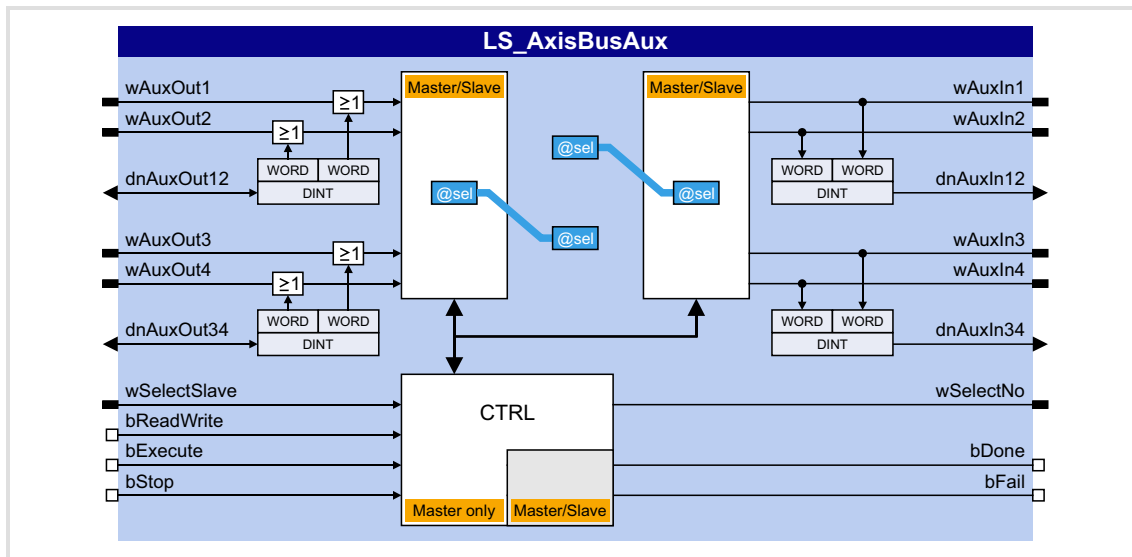 LS_AxisBusAux
wAuxOut1
Master/Slave
Master/Slave
wAuxIn1
≥1
wAuxOut2
wAuxIn2
≥1
@sel
WORD WORD
WORD WORD
dnAuxOut12
DINT
@sel
@sel
DINT
dnAuxIn12
wAuxOut3
@sel
wAuxIn3
≥1
wAuxOut4
wAuxIn4
≥1
WORD WORD
WORD WORD
dnAuxOut34
DINT
DINT
dnAuxIn34
wSelectSlave
CTRL
wSelectNo
bReadWrite
bExecute
bDone
bStop
bFail
Master only
Master/Slave